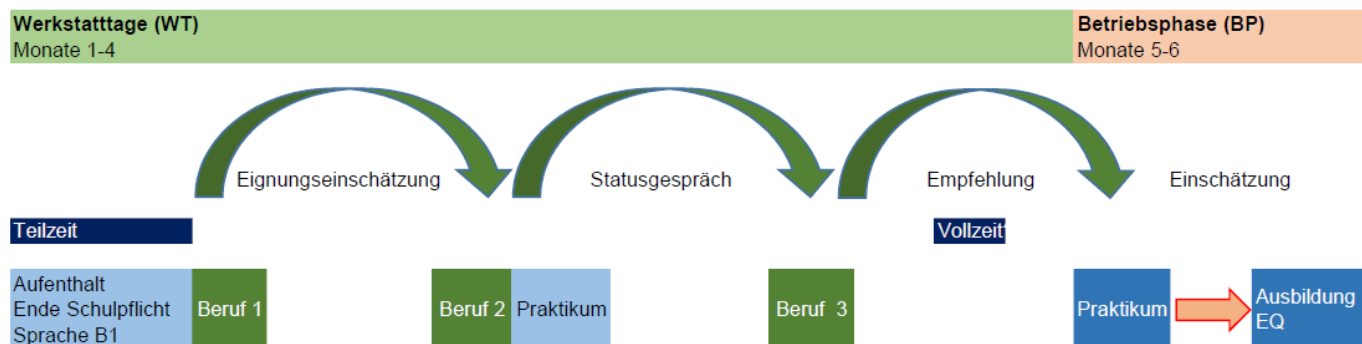 Werkstatttage (WT)
Monate 1-4
Betriebsphase (BP)
Monate 5-6
Eignungseinschätzung
Statusgespräch
Empfehlung
Einschätzung
Teilzeit
Vollzeit
Aufenthalt
Ende Schulpflicht
Sprache B1
Beruf 1
Beruf 2
Praktikum
Beruf 3
Praktikum
Ausbildung
EQ